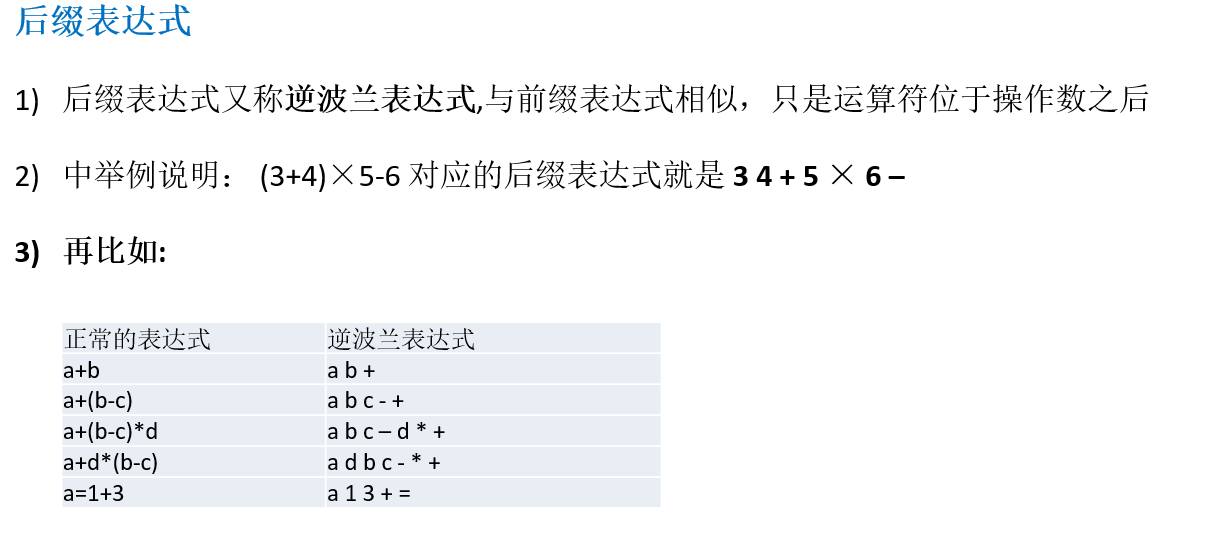 后缀表达式
1) 后缀表达式又称逆波兰表达式,与前缀表达式相似，只是运算符位于操作数之后
2) 中举例说明： (3+4)×5-6 对应的后缀表达式就是 3 4 + 5 × 6 –
3) 再比如:
正常的表达式 逆波兰表达式
a+b a b +
a+(b-c) a b c - +
a+(b-c)*d a b c – d * +
a+d*(b-c) a d b c - * +
a=1+3 a 1 3 + =